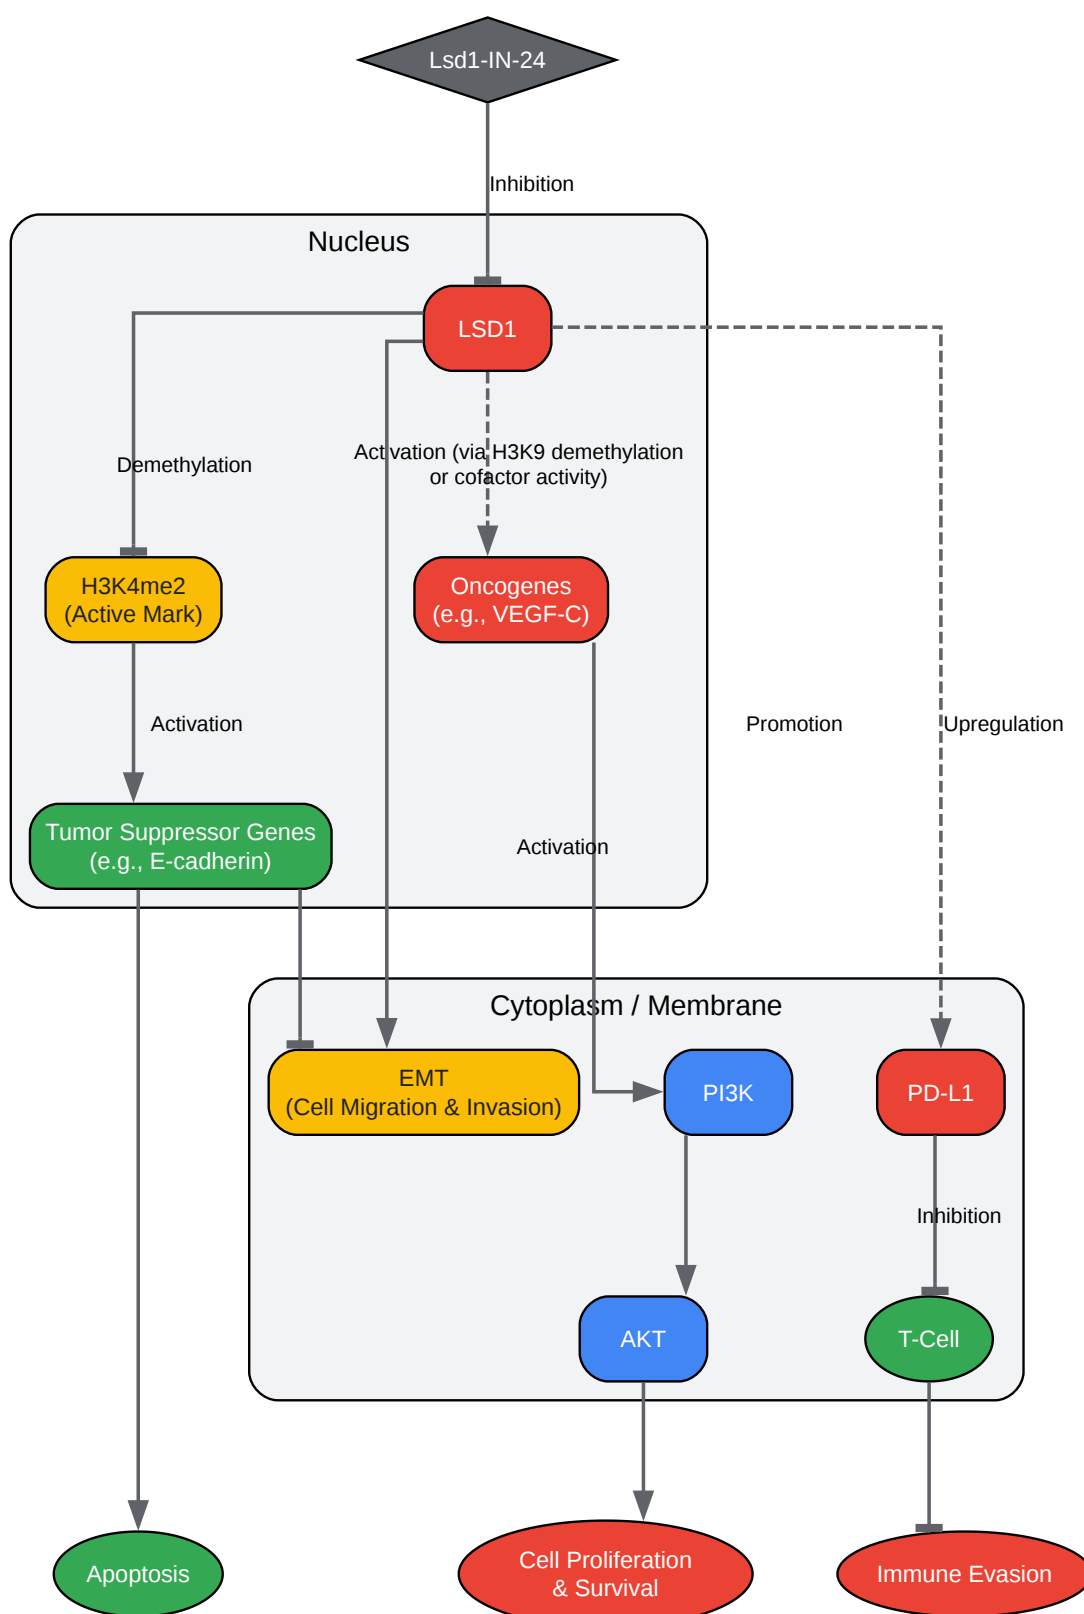 Lsd1-IN-24
Inhibition
Nucleus
LSD1
Demethylation
Activation (via H3K9 demethylation
or cofactor activity)
H3K4me2
(Active Mark)
Oncogenes
(e.g., VEGF-C)
Activation
Promotion
Upregulation
Tumor Suppressor Genes
(e.g., E-cadherin)
Activation
Cytoplasm / Membrane
EMT
(Cell Migration & Invasion)
PI3K
PD-L1
Inhibition
AKT
T-Cell
Apoptosis
Cell Proliferation
& Survival
Immune Evasion